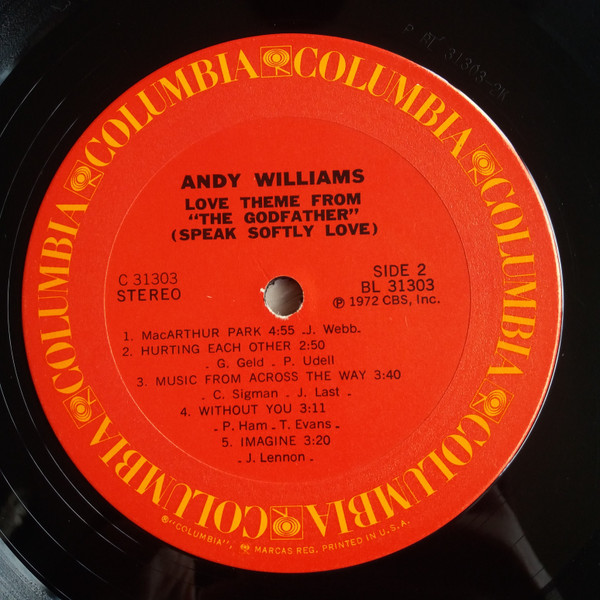 COLUMBIA COLUMBIA COLUMBIA COLUMBIA COLUMBIA COLUMBIA COLUMBIA
ANDY WILLIAMS
LOVE THEME FROM
"THE GODFATHER"
(SPEAK SOFTLY LOVE)
C 31303
STEREO
SIDE 2
BL 31303
℗ 1972 CBS, Inc.
1. MacARTHUR PARK 4:55 - J. Webb -
2. HURTING EACH OTHER 2:50
- G. Geld - P. Udell
3. MUSIC FROM ACROSS THE WAY 3:40
- C. Sigman - J. Last -
4. WITHOUT YOU 3:11
- P. Ham - T. Evans -
5. IMAGINE 3:20
- J. Lennon -
®"COLUMBIA", MARCAS REG. PRINTED IN U.S.A.